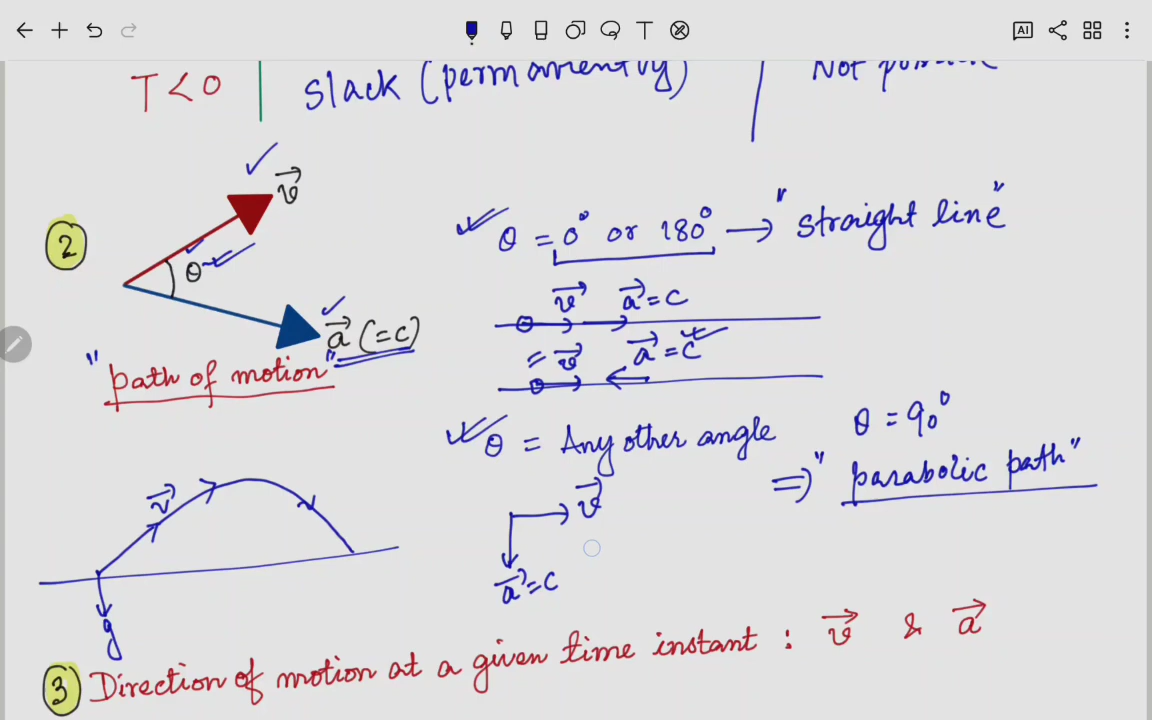 T < 0 | slack (permanently) | Not possible
2
v⃗
θ
a⃗ (=c)
"path of motion"
θ = 0° or 180° → "straight line"
v⃗ a⃗ = c
= v⃗ a⃗ = c
θ = Any other angle θ = 90°
⇒ "parabolic path"
v⃗
a⃗ = c
v⃗
g
3 Direction of motion at a given time instant : v⃗ & a⃗